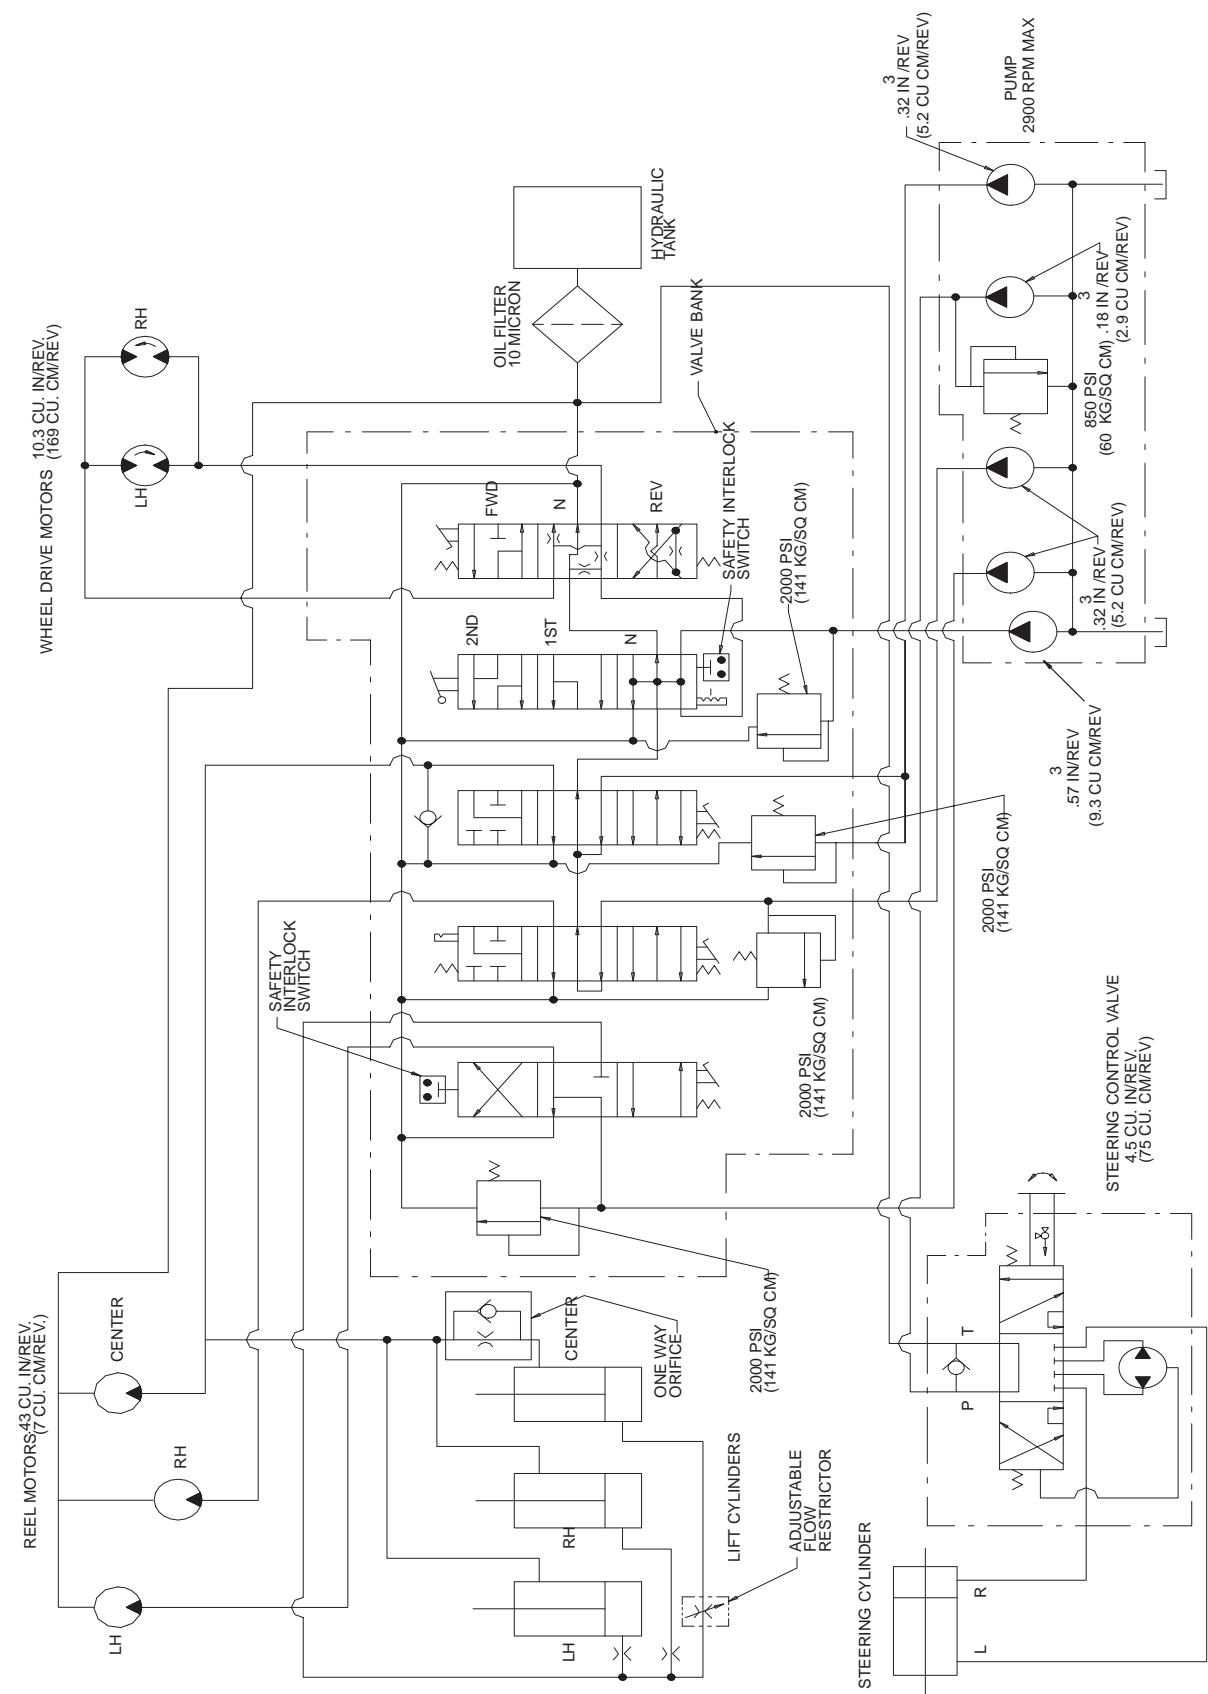 WHEEL DRIVE MOTORS
10.3 CU. IN/REV.
(169 CU. CM/REV)
LH
RH
OIL FILTER
10 MICRON
HYDRAULIC
TANK
VALVE BANK
FWD
N
REV
SAFETY INTERLOCK
SWITCH
2ND
1ST
N
2000 PSI
(141 KG/SQ CM)
2000 PSI
(141 KG/SQ CM)
2000 PSI
(141 KG/SQ CM)
2000 PSI
(141 KG/SQ CM)
SAFETY
INTERLOCK
SWITCH
3
.32 IN /REV
(5.2 CU CM/REV)
PUMP
2900 RPM MAX
3
.18 IN /REV
(2.9 CU CM/REV)
850 PSI
(60 KG/SQ CM)
3
.32 IN /REV
(5.2 CU CM/REV)
3
.57 IN/REV
(9.3 CU CM/REV
REEL MOTORS
.43 CU. IN/REV.
(7 CU. CM/REV.)
LH
RH
CENTER
ONE WAY
ORIFICE
CENTER
RH
LH
LIFT CYLINDERS
ADJUSTABLE
FLOW
RESTRICTOR
STEERING CONTROL VALVE
4.5 CU. IN/REV.
(75 CU. CM/REV)
P
T
STEERING CYLINDER
L
R